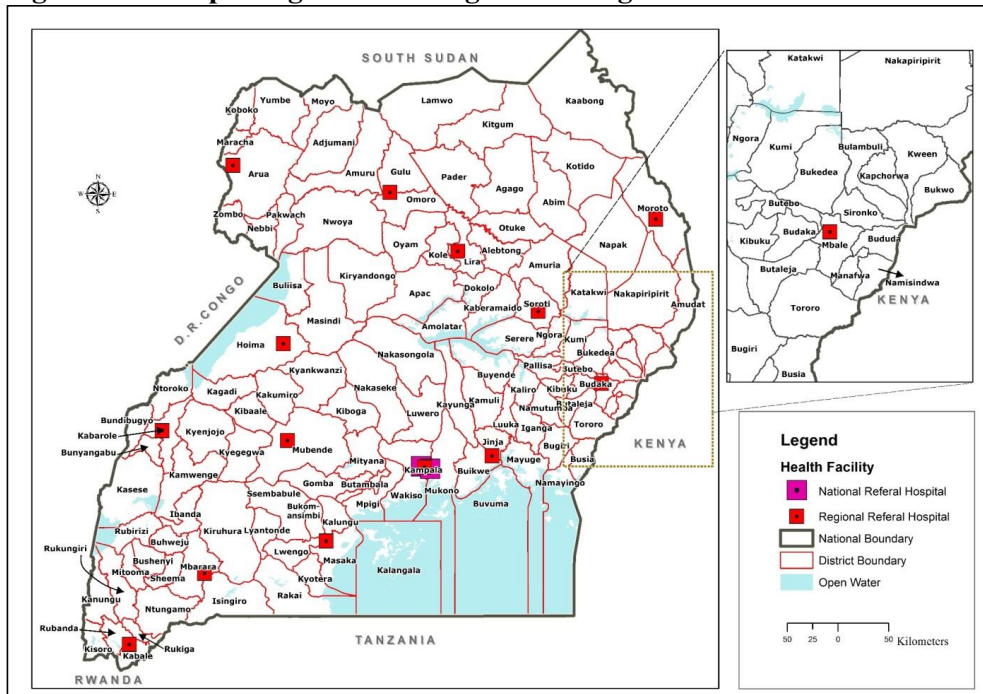 SOUTH SUDAN
Koboko
Yumbe
Moyo
Lamwo
Kaabong
Maracha
Adjumani
Kitgum
Arua
Amuru
Gulu
Pader
Agago
Kotido
Omoro
Abim
Moroto
Zombo
Pakwach
Nebbi
Nwoya
Otuke
Napak
Oyam
Kole
Lira
Alebtong
Amuria
Kiryandongo
Apac
Dokolo
Kaberamaido
Soroti
Katakwi
Nakapiripirit
Amudat
Buliisa
Masindi
Amolatar
Serere
Ngora
Kumi
D.R.CONGO
Hoima
Bukedea
Nakasongola
Kyankwanzi
Pallisa
Butebo
Buyende
Budaka
Ntoroko
Kagadi
Kakumiro
Nakaseke
Kayunga
Kamuli
Kaliro
Kibuku
Butaleja
Bundibugyo
Kibaale
Kiboga
Luwero
Namutumba
Kabarole
Kyenjojo
Luuka
Iganga
Tororo
Bunyangabu
Mubende
Jinja
Bugiri
KENYA
Kyegegwa
Mityana
Kampala
Buikwe
Mayuge
Busia
Kamwenge
Gomba
Butambala
Mukono
Namayingo
Kasese
Ssembabule
Mpigi
Wakiso
Buvuma
Bukom-
ansimbi
Ibanda
Kiruhura
Lyantonde
Kalungu
Rubirizi
Buhweju
Rukungiri
Bushenyi
Lwengo
Masaka
Mitooma
Sheema
Mbarara
Kalangala
Kyotera
Kanungu
Isingiro
Rakai
Ntungamo
Rubanda
Kisoro
Kabale
Rukiga
TANZANIA
RWANDA
N
W
E
S
Katakwi
Nakapiripirit
Ngora
Kumi
Bulambuli
Kween
Bukedea
Kapchorwa
Bukwo
Butebo
Sironko
Kibuku
Budaka
Mbale
Bududa
Butaleja
Manafwa
Namisindwa
KENYA
Tororo
Bugiri
Busia
Legend
Health Facility
National Referal Hospital
Regional Referal Hospital
National Boundary
District Boundary
Open Water
50 25 0 50 Kilometers